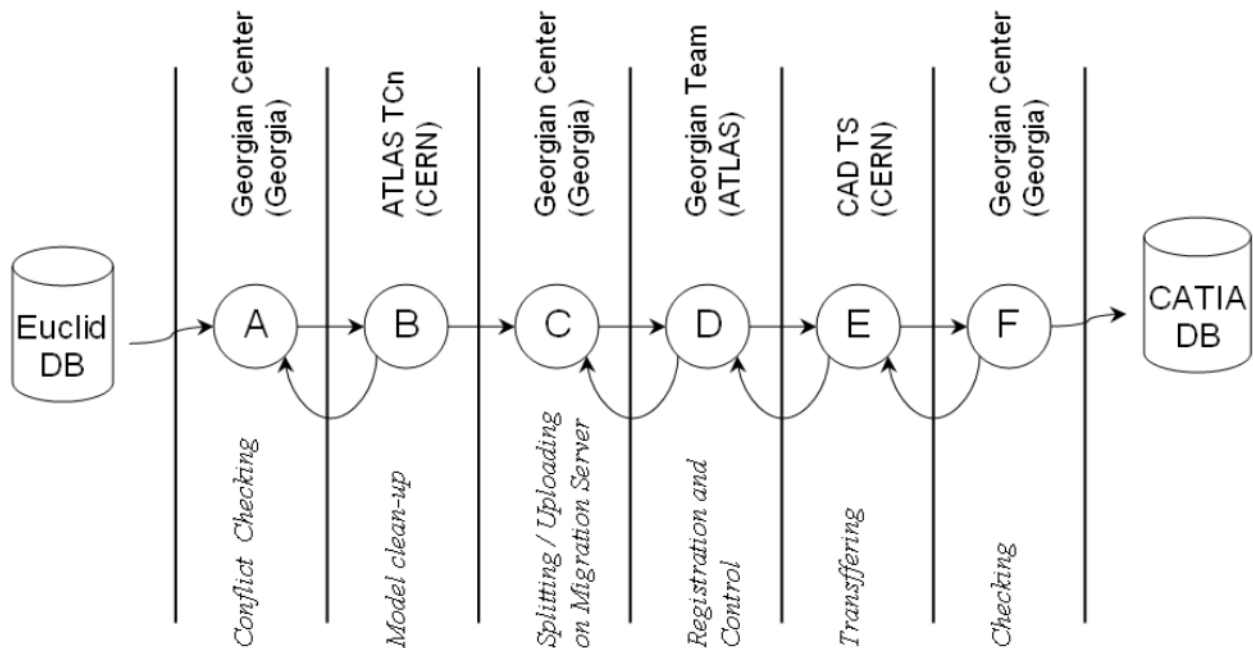 Georgian Center
(Georgia)
ATLAS TCn
(CERN)
Georgian Center
(Georgia)
Georgian Team
(ATLAS)
CAD TS
(CERN)
Georgian Center
(Georgia)
Euclid
DB
A
B
C
D
E
F
CATIA
DB
Conflict Checking
Model clean-up
Splitting / Uploading
on Migration Server
Registration and
Control
Transffering
Checking